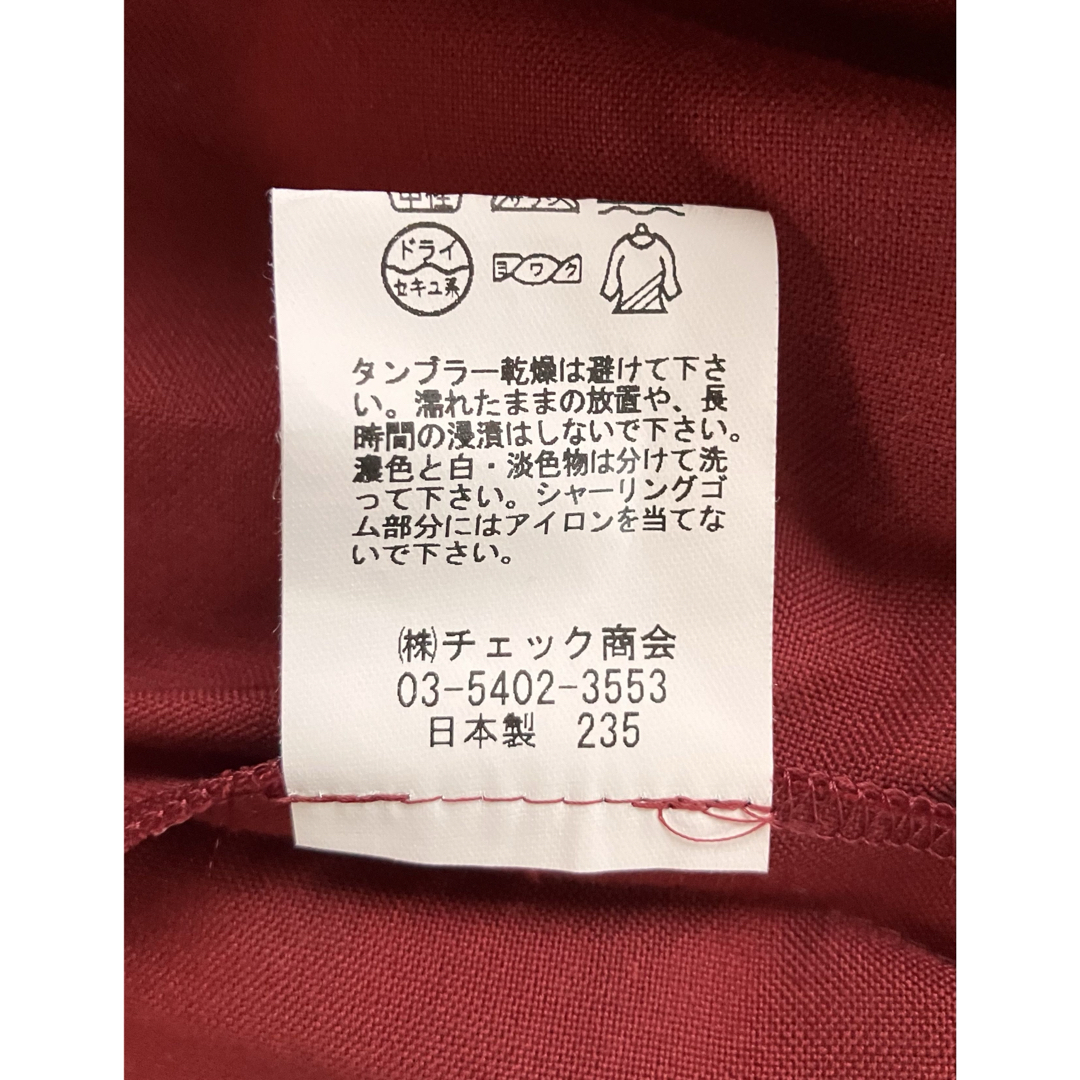 中性
ドライ
セキユ系
ヨワク
タンブラー乾燥は避けて下さ
い。濡れたままの放置や、長
時間の浸漬はしないで下さい。
濃色と白・淡色物は分けて洗
って下さい。シャーリングゴ
ム部分にはアイロンを当てな
いで下さい。
㈱チェック商会
03-5402-3553
日本製 235